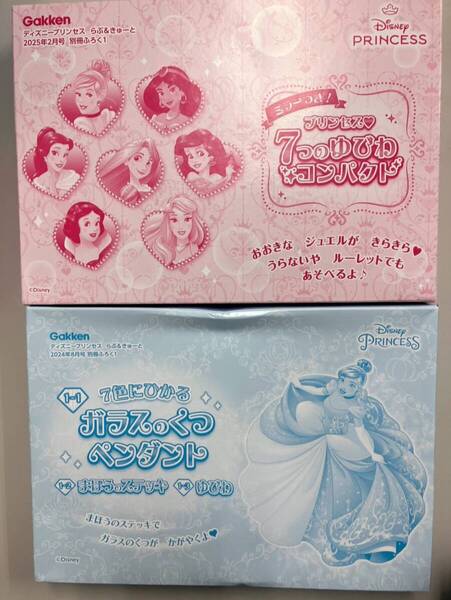 Gakken
ディズニープリンセス らぶ&きゅーと
2025年2月号 別冊ふろく1
Disney
PRINCESS
ミラーつき!
プリンセス♥
7つのゆびわ
コンパクト
おおきな ジュエルが きらきら♥
うらないや ルーレットでも
あそべるよ♪
©Disney
Gakken
ディズニープリンセス らぶ&きゅーと
2024年8月号 別冊ふろく1
Disney
PRINCESS
1-1 7色にひかる
ガラスのくつ
ペンダント
1-2 まほうのステッキ 1-3 ゆびわ
まほうのステッキで
ガラスのくつが かがやくよ♥
©Disney